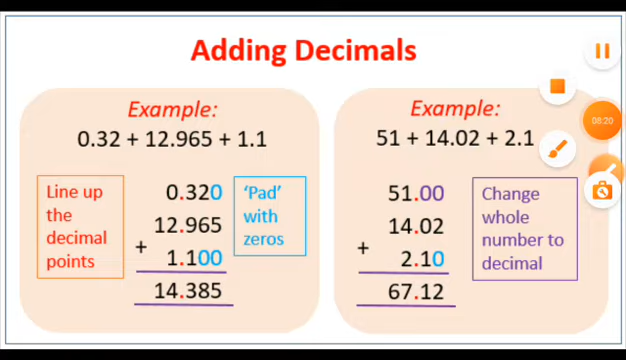 Adding Decimals
Example:
0.32 + 12.965 + 1.1
Line up
the
decimal
points
0.320
12.965
+
1.100
14.385
'Pad'
with
zeros
Example:
51 + 14.02 + 2.1
51.00
14.02
+
2.10
67.12
Change
whole
number to
decimal
08:20